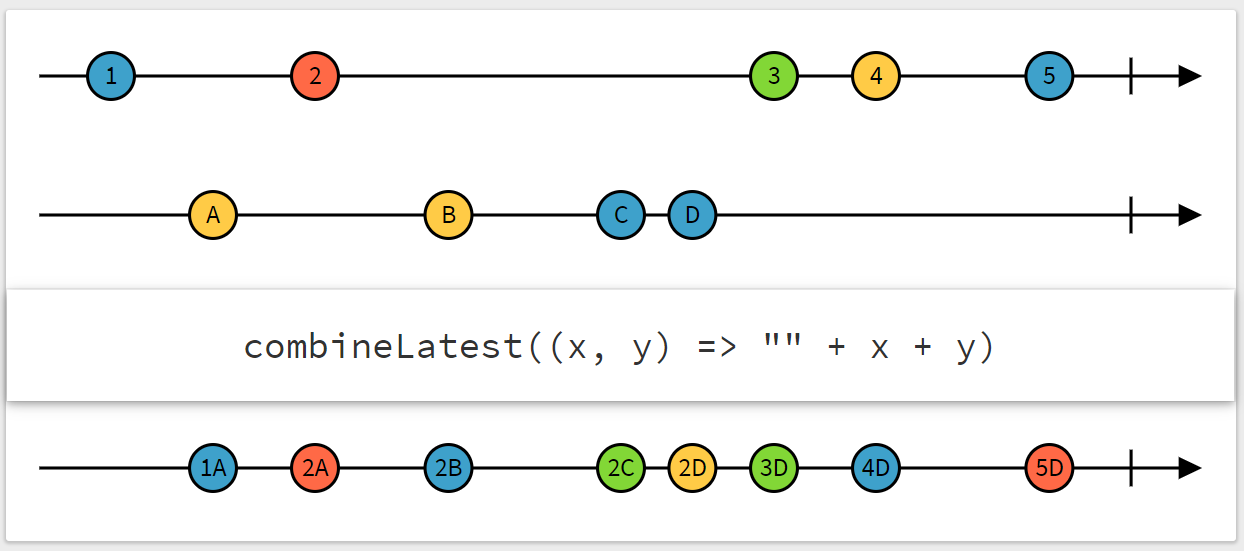 1 2 3 4 5
A B C D
combineLatest((x, y) => "" + x + y)
1A 2A 2B 2C 2D 3D 4D 5D